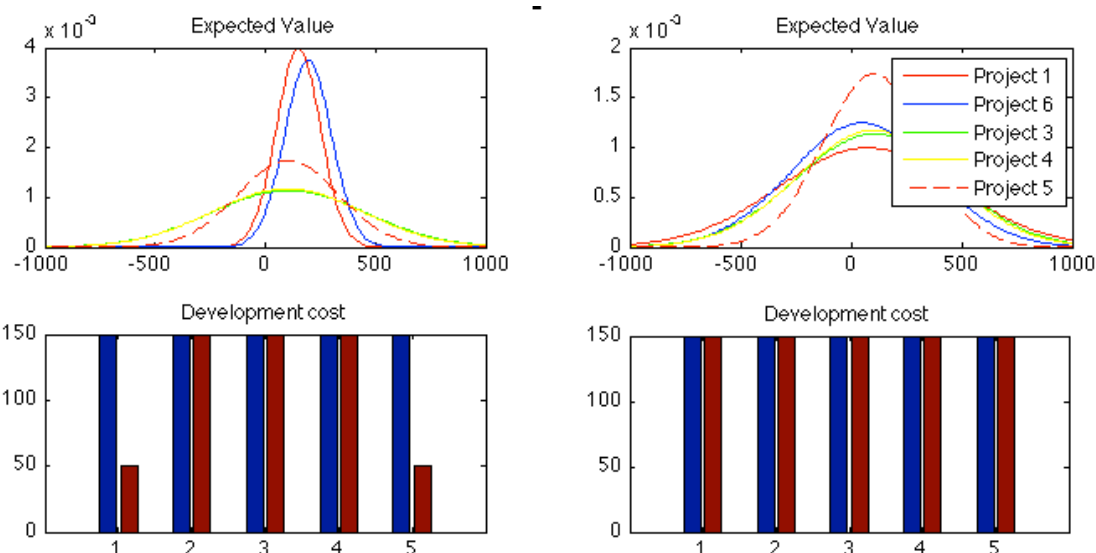 Expected Value
x 10^-3
4
3
2
1
0
-1000 -500 0 500 1000
Expected Value
x 10^-3
2
1.5
1
0.5
0
-1000 -500 0 500 1000
Project 1
Project 6
Project 3
Project 4
Project 5
Development cost
150
100
50
0
1 2 3 4 5
Development cost
150
100
50
0
1 2 3 4 5